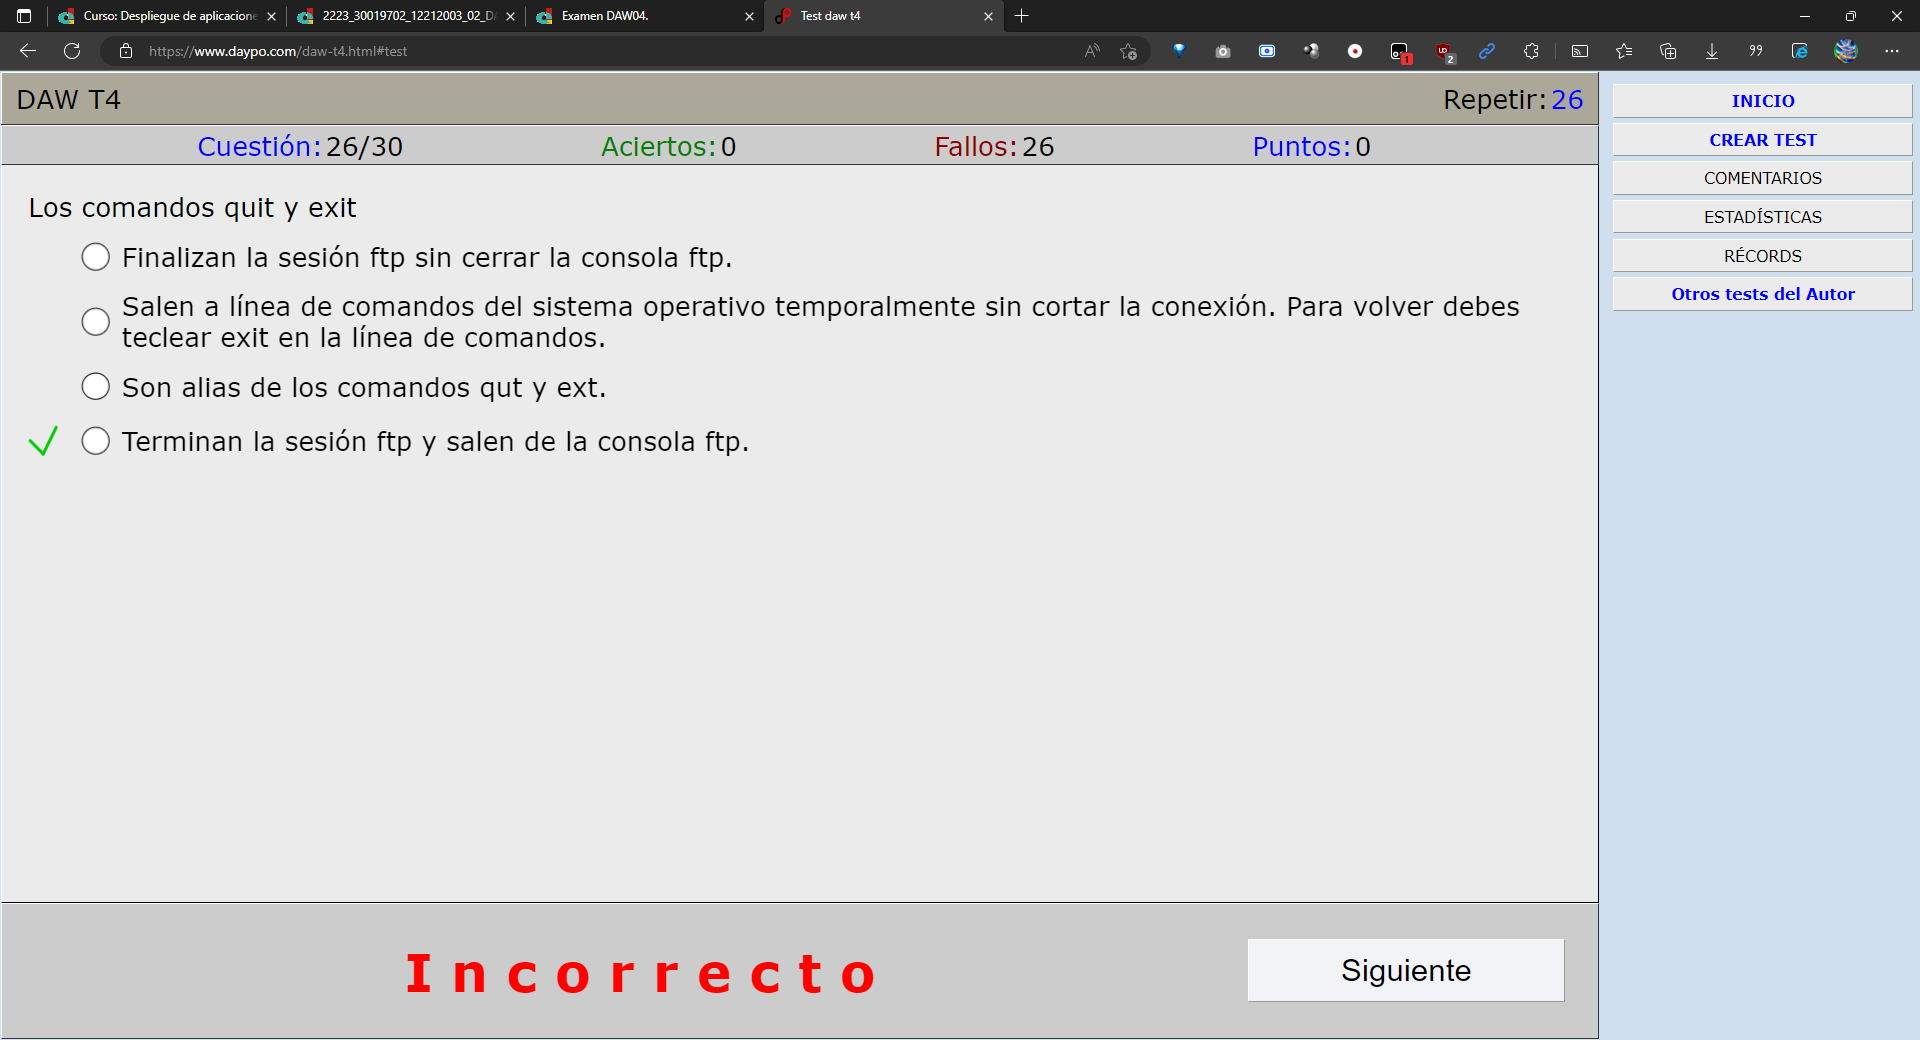 Curso: Despliegue de aplicacione
2223_30019702_12212003_02_DA
Examen DAW04.
Test daw t4
https://www.daypo.com/daw-t4.html#test
1
2
DAW T4
Repetir: 26
Cuestión: 26/30
Aciertos: 0
Fallos: 26
Puntos: 0
Los comandos quit y exit
Finalizan la sesión ftp sin cerrar la consola ftp.
Salen a línea de comandos del sistema operativo temporalmente sin cortar la conexión. Para volver debes
teclear exit en la línea de comandos.
Son alias de los comandos qut y ext.
Terminan la sesión ftp y salen de la consola ftp.
Incorrecto
Siguiente
INICIO
CREAR TEST
COMENTARIOS
ESTADÍSTICAS
RÉCORDS
Otros tests del Autor